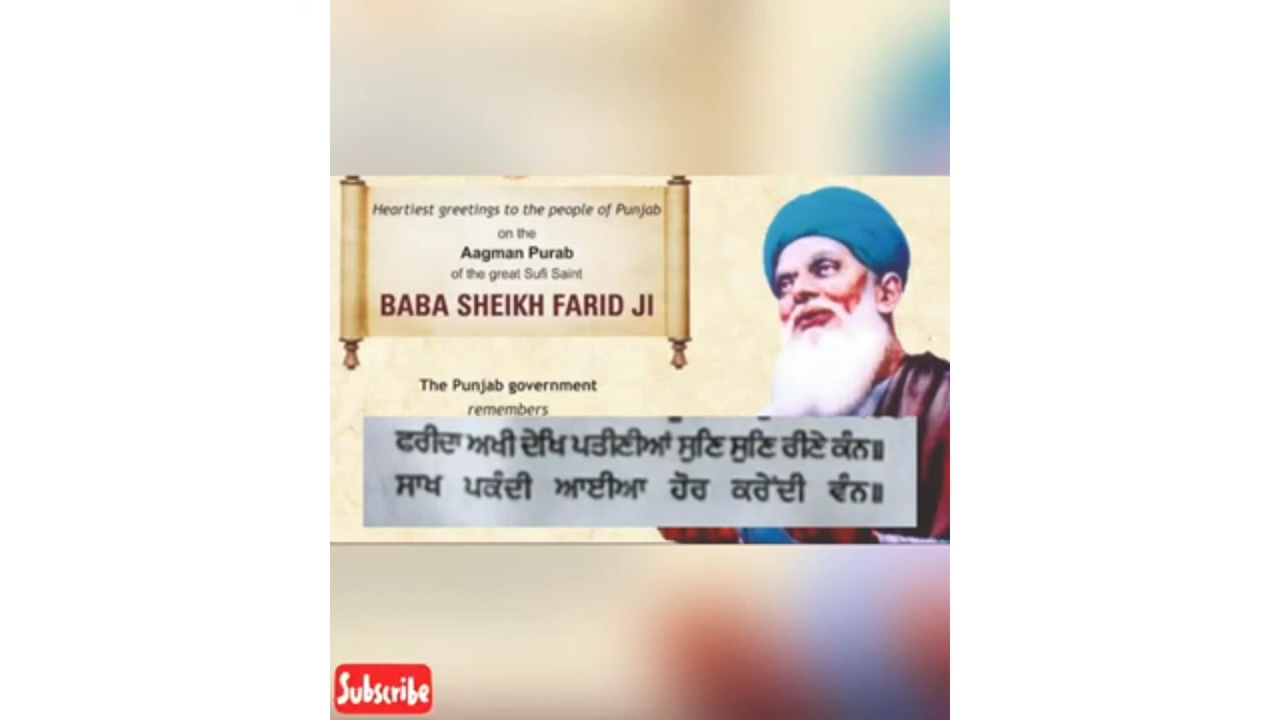 Heartiest greetings to the people of Punjab
on the
Aagman Purab
of the great Sufi Saint
BABA SHEIKH FARID JI
The Punjab government
remembers
ਫਰੀਦਾ ਅਖੀ ਦੇਖਿ ਪਤੀਣੀਆਂ ਸੁਣਿ ਸੁਣਿ ਰੀਣੇ ਕੰਨ॥
ਸਾਖ ਪਕੰਦੀ ਆਈਆ ਹੋਰ ਕਰੇਂਦੀ ਵੰਨ॥
Subscribe